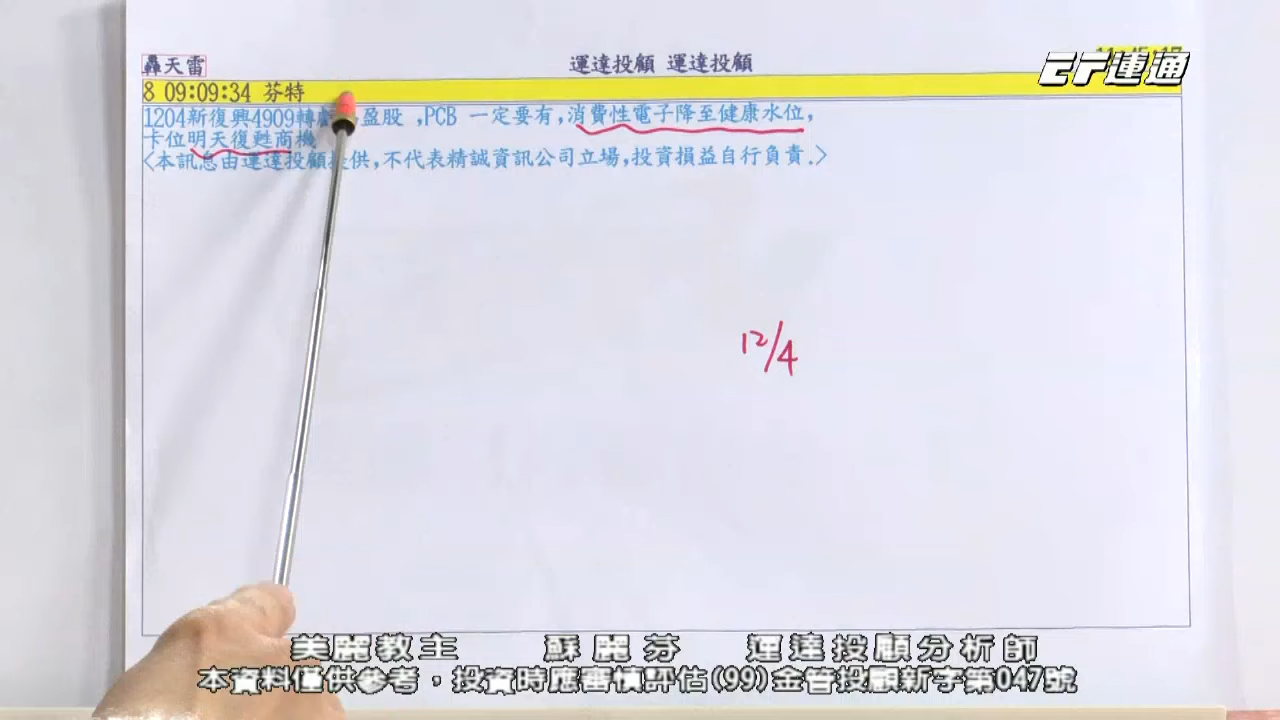 轟天雷
運達投顧 運達投顧
運通
8 09:09:34 芬特
1204新復興4909轉虧 盈股 ,PCB 一定要有,消費性電子降至健康水位,
卡位明天復甦商機
<本訊息由運達投顧提供,不代表精誠資訊公司立場,投資損益自行負責.>
12/4
美麗教主 蘇麗芬 運達投顧分析師
本資料僅供參考,投資時應審慎評估(99)金管投顧新字第047號